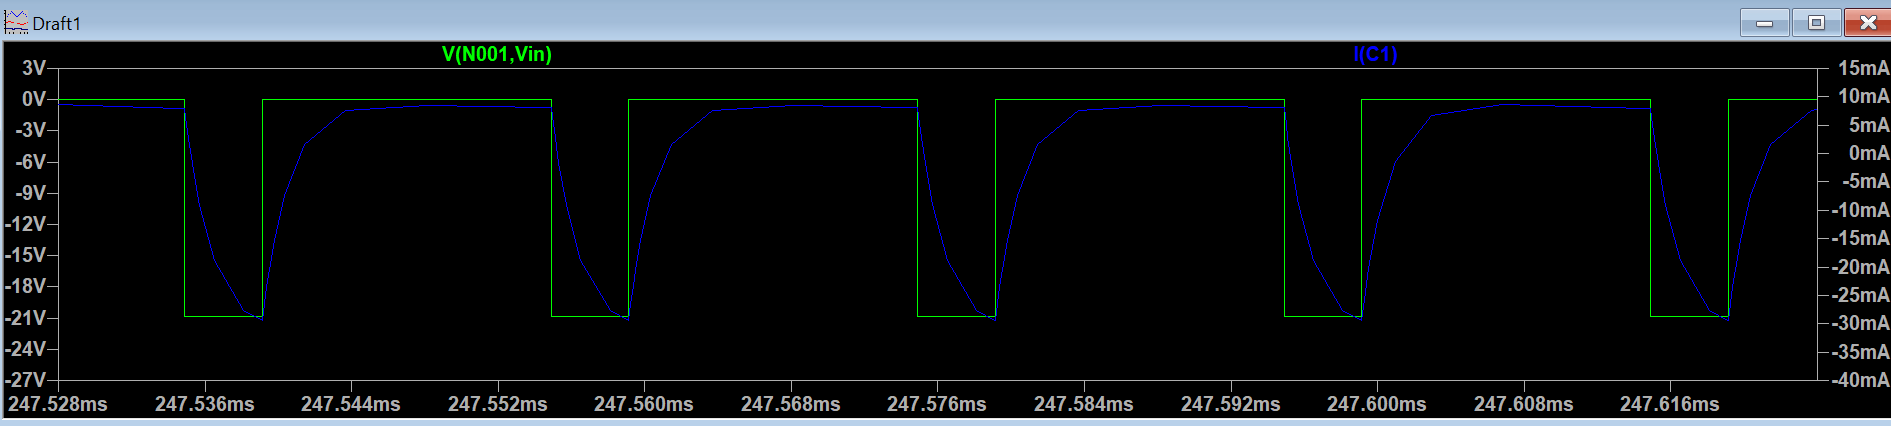 Draft1
V(N001,Vin) I(C1)
3V 15mA
0V 10mA
-3V 5mA
-6V 0mA
-9V -5mA
-12V -10mA
-15V -15mA
-18V -20mA
-21V -25mA
-24V -30mA
-27V -35mA
-40mA
247.528ms 247.536ms 247.544ms 247.552ms 247.560ms 247.568ms 247.576ms 247.584ms 247.592ms 247.600ms 247.608ms 247.616ms